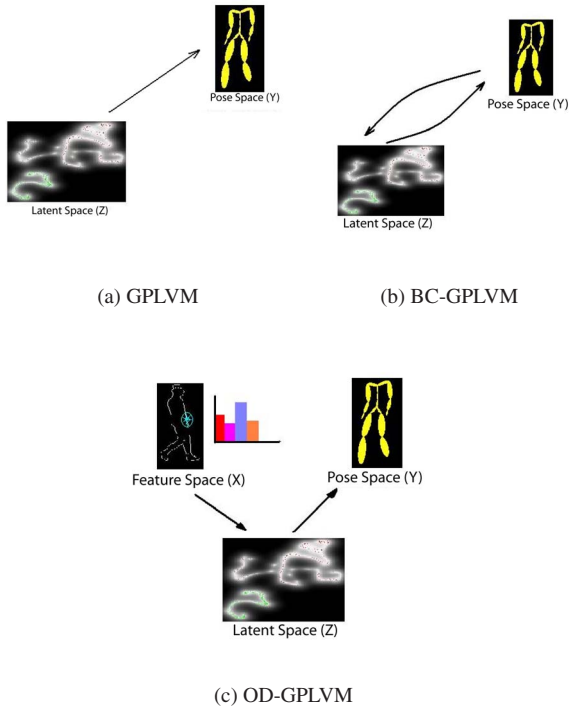 Pose Space (Y)
Latent Space (Z)
(a) GPLVM
Pose Space (Y)
Latent Space (Z)
(b) BC-GPLVM
Feature Space (X)
Pose Space (Y)
Latent Space (Z)
(c) OD-GPLVM